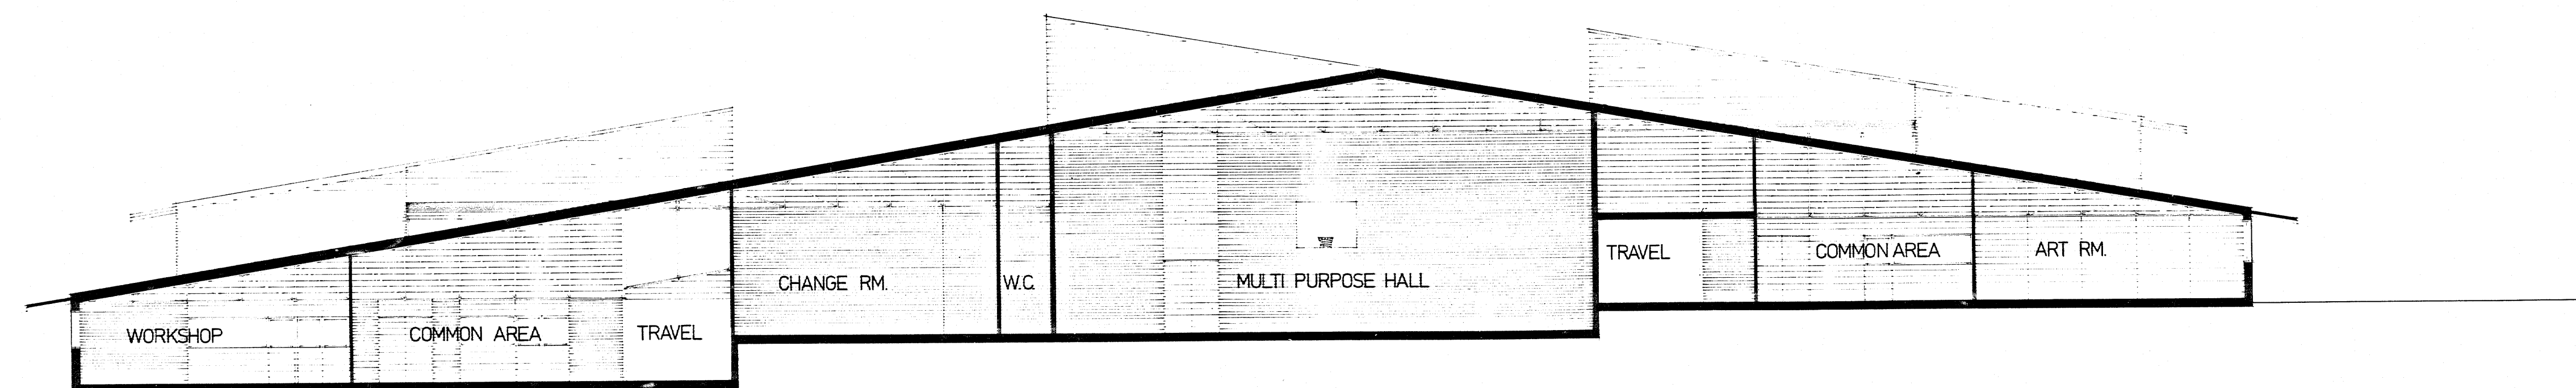 WORKSHOP
COMMON AREA
TRAVEL
CHANGE RM.
W.C.
MULTI PURPOSE HALL
TRAVEL
COMMON AREA
ART RM.